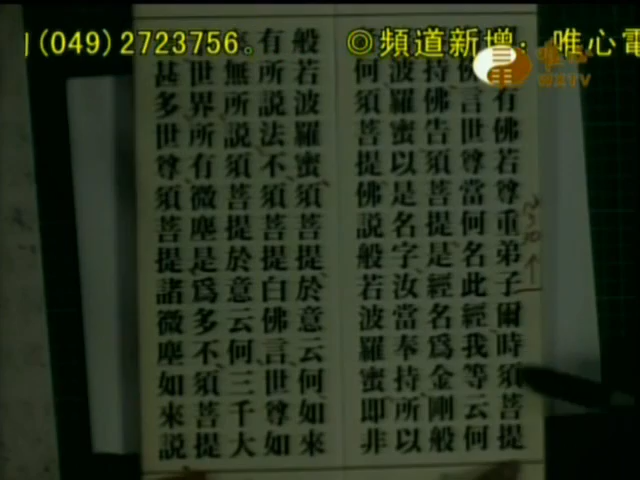 (049)2723756。 ◎頻道新增：唯心電
唯心
WXTV
有佛若尊重弟子爾時須菩提
佛言世尊當何名此經我等云何
持佛告須菩提是經名爲金剛般
波羅蜜以是名字汝當奉持所以
何須菩提佛說般若波羅蜜即非
般若波羅蜜須菩提於意云何如來
有所說法不須菩提白佛言世尊如
來無所說須菩提於意云何三千大
世界所有微塵是爲多不須菩提
甚多世尊須菩提諸微塵如來說